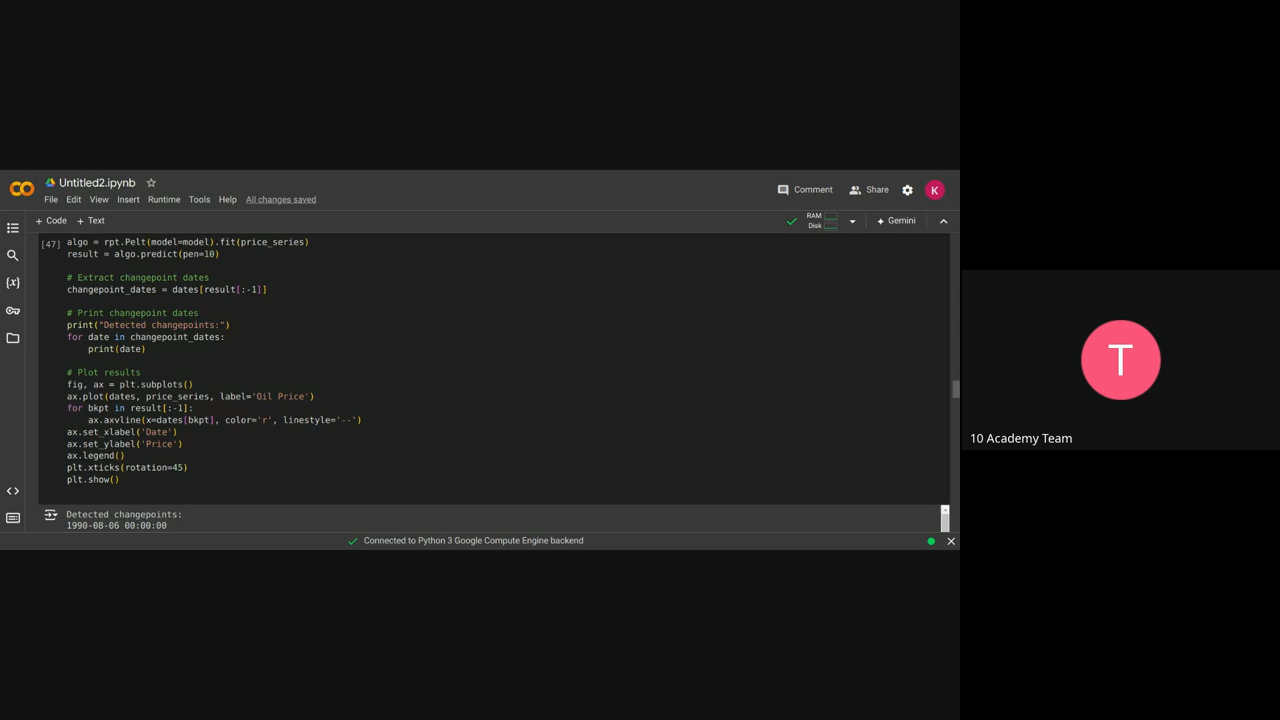 Untitled2.ipynb
File Edit View Insert Runtime Tools Help All changes saved
Comment Share K
+ Code + Text
RAM
Disk
Gemini
[47] algo = rpt.Pelt(model=model).fit(price_series)
result = algo.predict(pen=10)
# Extract changepoint dates
changepoint_dates = dates[result[:-1]]
# Print changepoint dates
print("Detected changepoints:")
for date in changepoint_dates:
    print(date)
# Plot results
fig, ax = plt.subplots()
ax.plot(dates, price_series, label='Oil Price')
for bkpt in result[:-1]:
    ax.axvline(x=dates[bkpt], color='r', linestyle='--')
ax.set_xlabel('Date')
ax.set_ylabel('Price')
ax.legend()
plt.xticks(rotation=45)
plt.show()
Detected changepoints:
1990-08-06 00:00:00
Connected to Python 3 Google Compute Engine backend
T
10 Academy Team